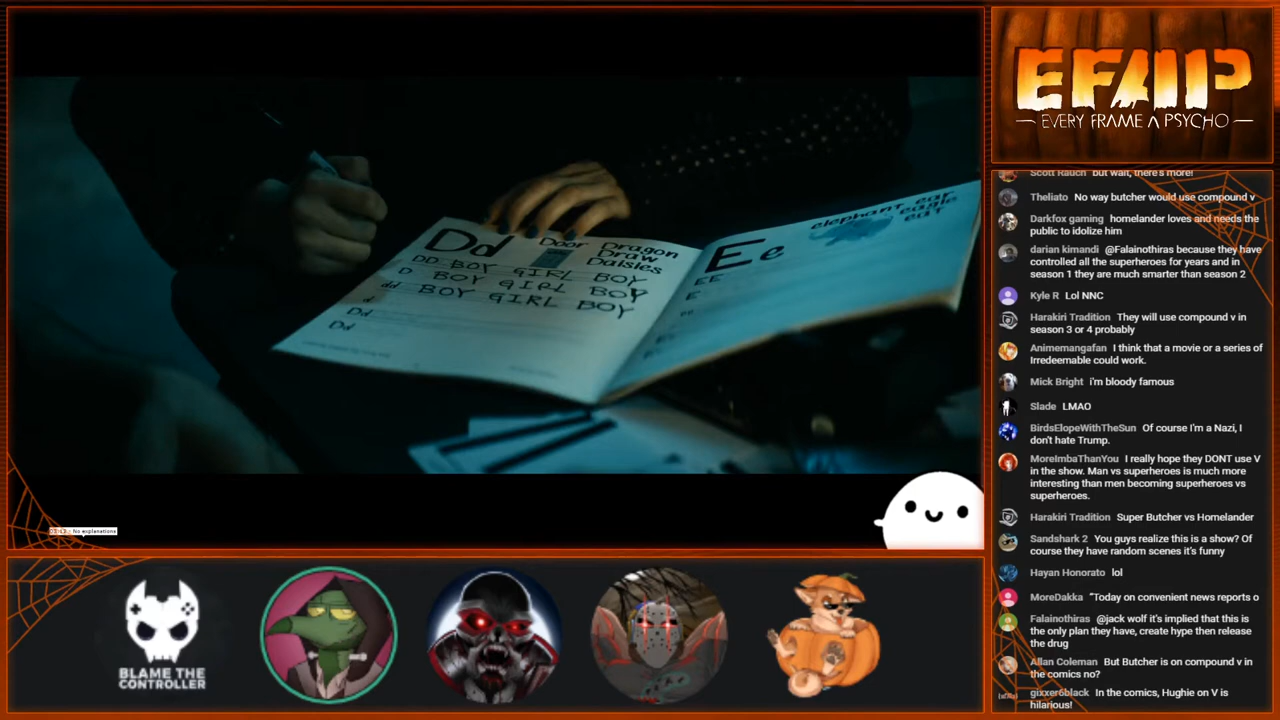 Dd Door Dragon
Draw
Daisies
DD BOY GIRL BOY
D BOY GIRL BOY
dd BOY GIRL BOY
d
Dd
Dd
Ee elephant ear
eagle
eat
EE
E
No explanations
BLAME THE
CONTROLLER
EFAP
EVERY FRAME A PSYCHO
Scott Rauch but wait, there's more!
Theliato No way butcher would use compound v
Darkfox gaming homelander loves and needs the
public to idolize him
darian kimandi @Falainothiras because they have
controlled all the superheroes for years and in
season 1 they are much smarter than season 2
Kyle R Lol NNC
Harakiri Tradition They will use compound v in
season 3 or 4 probably
Animemangafan I think that a movie or a series of
Irredeemable could work.
Mick Bright i'm bloody famous
Slade LMAO
BirdsElopeWithTheSun Of course I'm a Nazi, I
don't hate Trump.
MoreImbaThanYou I really hope they DONT use V
in the show. Man vs superheroes is much more
interesting than men becoming superheroes vs
superheroes.
Harakiri Tradition Super Butcher vs Homelander
Sandshark 2 You guys realize this is a show? Of
course they have random scenes it's funny
Hayan Honorato lol
MoreDakka "Today on convenient news reports o
Falainothiras @jack wolf it's implied that this is
the only plan they have, create hype then release
the drug
Allan Coleman But Butcher is on compound v in
the comics no?
gixxer6black In the comics, Hughie on V is
hilarious!